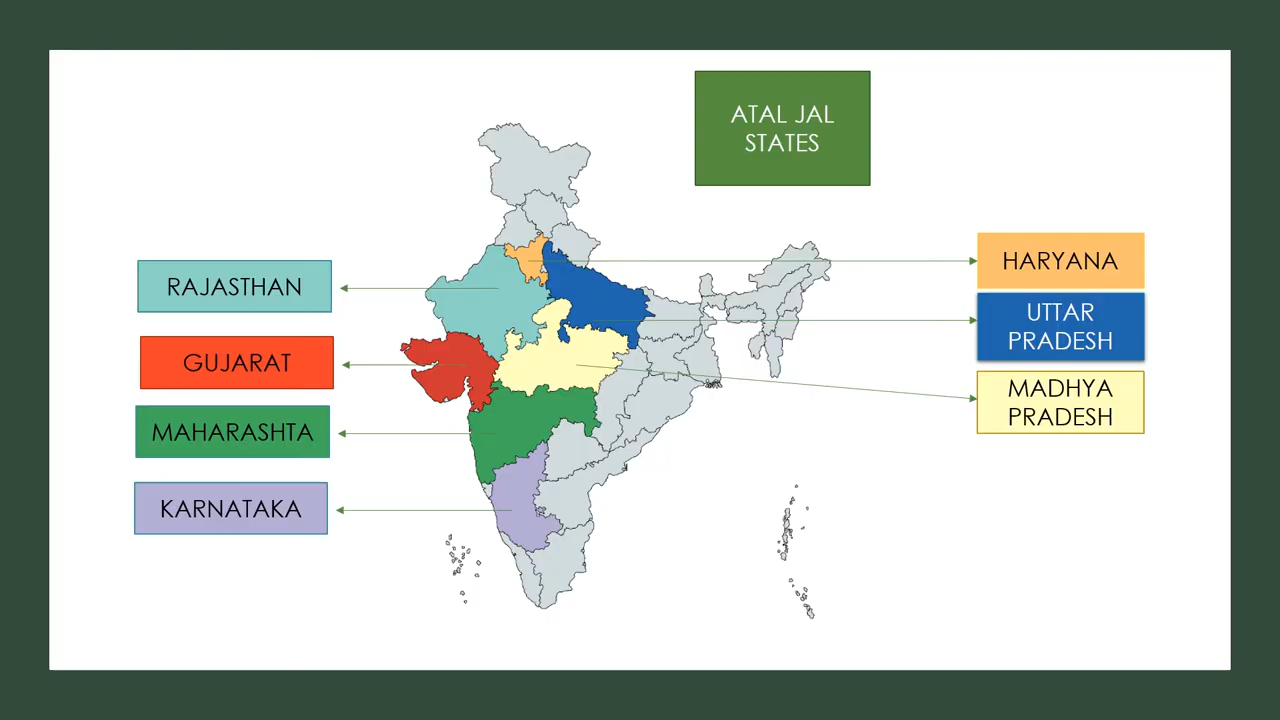 ATAL JAL
STATES
RAJASTHAN
GUJARAT
MAHARASHTA
KARNATAKA
HARYANA
UTTAR
PRADESH
MADHYA
PRADESH